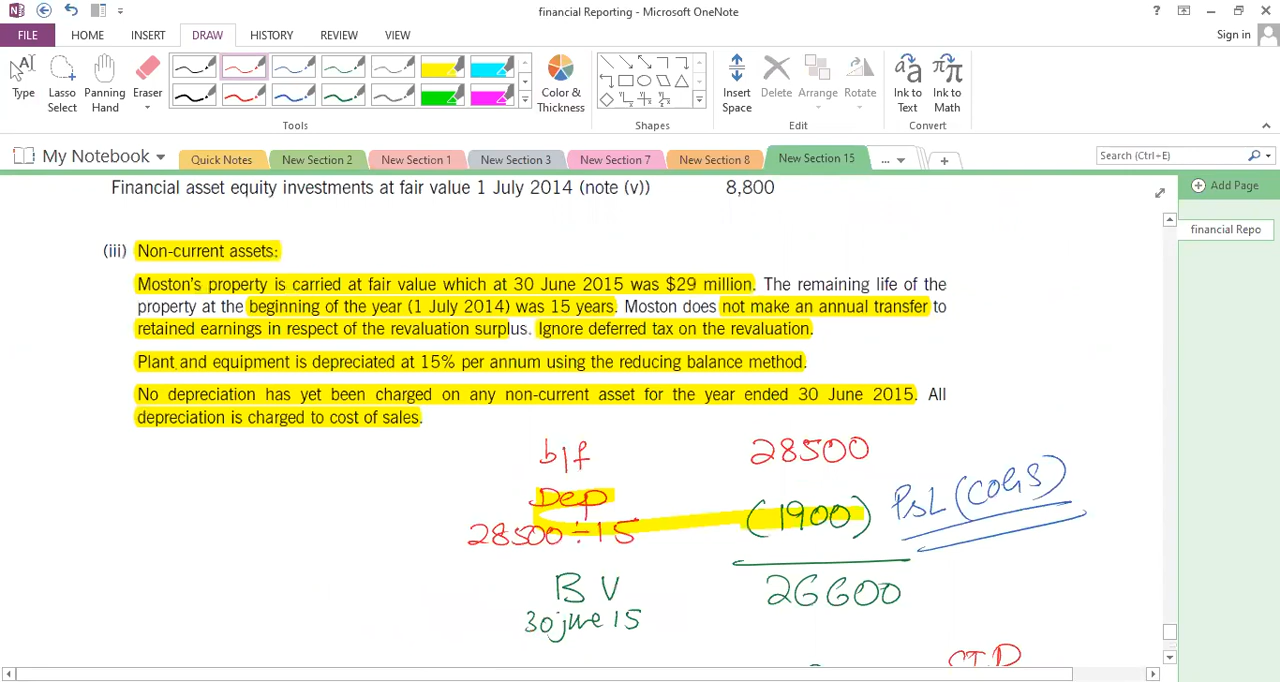 financial Reporting - Microsoft OneNote
?
Sign in
FILE HOME INSERT DRAW HISTORY REVIEW VIEW
Type
Lasso Select
Panning Hand
Eraser
Color & Thickness
Insert Space
Delete
Arrange
Rotate
Ink to Text
Ink to Math
Tools
Shapes
Edit
Convert
My Notebook
Quick Notes
New Section 2
New Section 1
New Section 3
New Section 7
New Section 8
New Section 15
...
Search (Ctrl+E)
Add Page
financial Repo
Financial asset equity investments at fair value 1 July 2014 (note (v)) 8,800
(iii) Non-current assets:
Moston's property is carried at fair value which at 30 June 2015 was $29 million. The remaining life of the
property at the beginning of the year (1 July 2014) was 15 years. Moston does not make an annual transfer to
retained earnings in respect of the revaluation surplus. Ignore deferred tax on the revaluation.
Plant and equipment is depreciated at 15% per annum using the reducing balance method.
No depreciation has yet been charged on any non-current asset for the year ended 30 June 2015. All
depreciation is charged to cost of sales.
b/f 28500
Dep (1900) PsL (COGS)
28500 ÷ 15
BV 26600
30 june 15